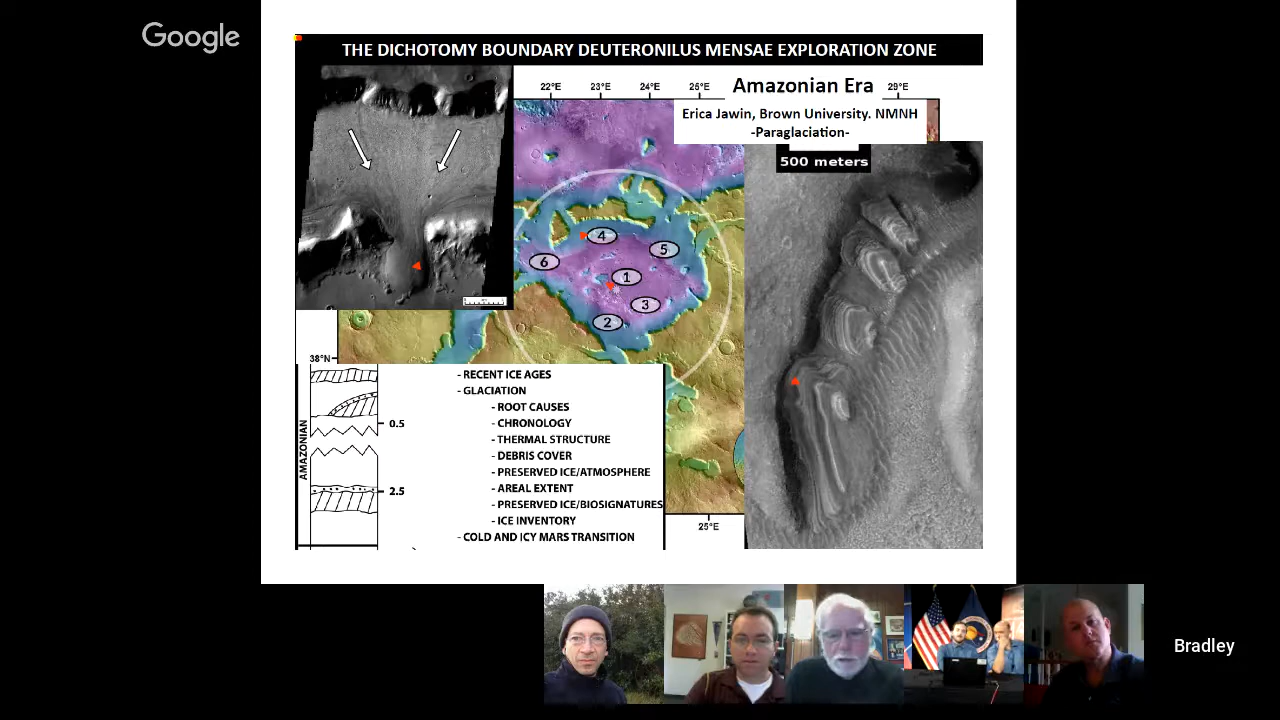 Google
THE DICHOTOMY BOUNDARY DEUTERONILUS MENSAE EXPLORATION ZONE
22°E 23°E 24°E 26°E 29°E
Amazonian Era
Erica Jawin, Brown University. NMNH
-Paraglaciation-
500 meters
4
5
6
1
3
2
38°N
- RECENT ICE AGES
- GLACIATION
- ROOT CAUSES
- CHRONOLOGY
- THERMAL STRUCTURE
- DEBRIS COVER
- PRESERVED ICE/ATMOSPHERE
- AREAL EXTENT
- PRESERVED ICE/BIOSIGNATURES
- ICE INVENTORY
- COLD AND ICY MARS TRANSITION
AMAZONIAN
0.5
2.5
25°E
Bradley